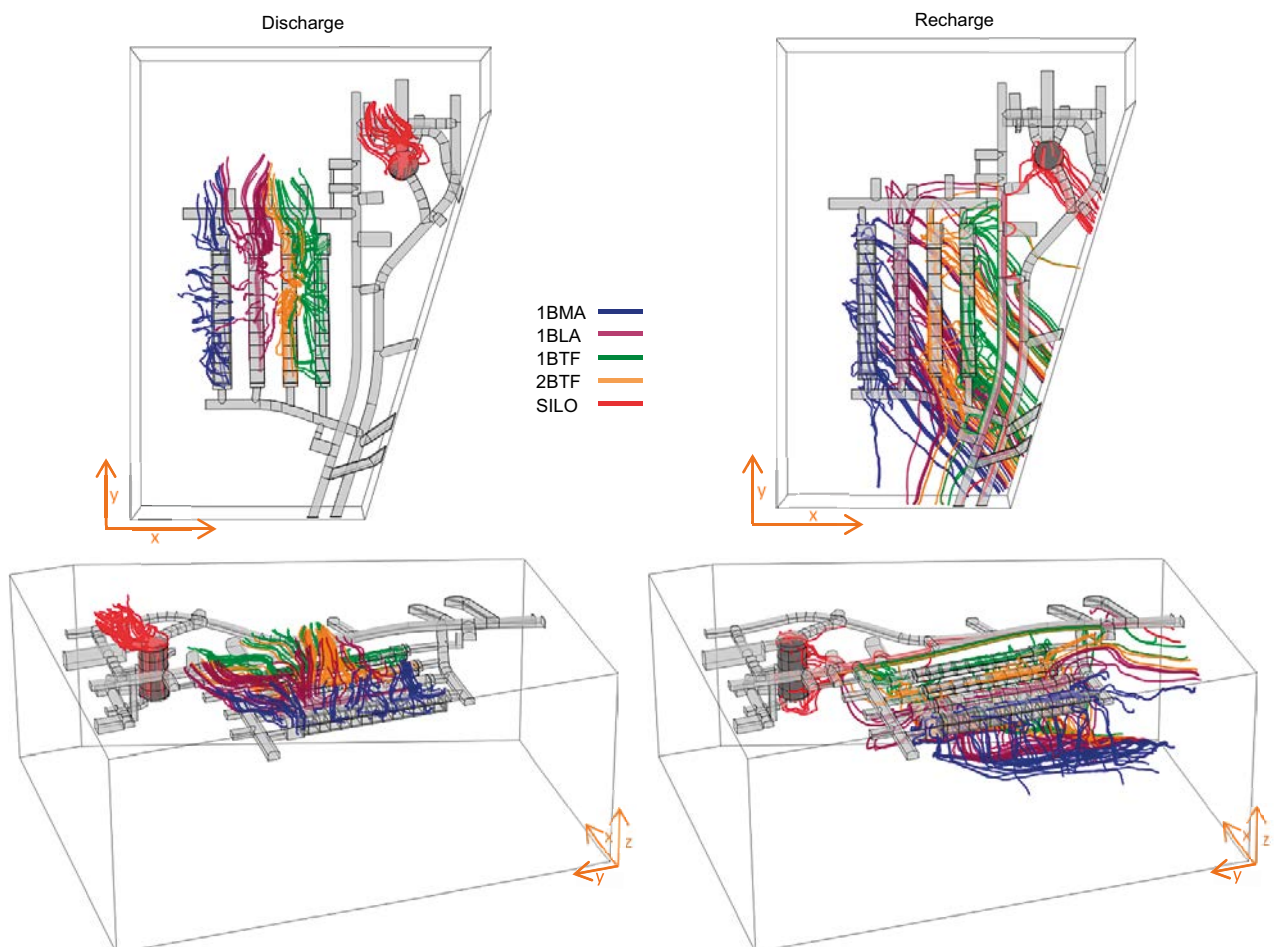 Discharge
Recharge
1BMA
1BLA
1BTF
2BTF
SILO
y
x
y
x
x
z
y
x
z
y